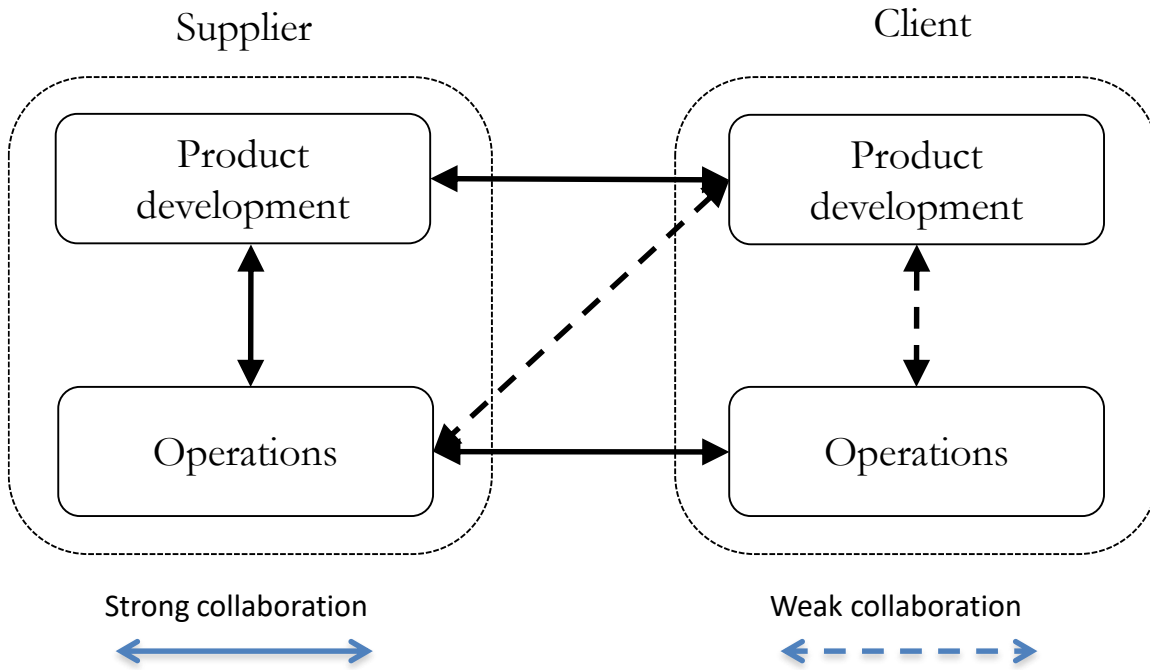 Supplier
Client
Product
development
Product
development
Operations
Operations
Strong collaboration
Weak collaboration